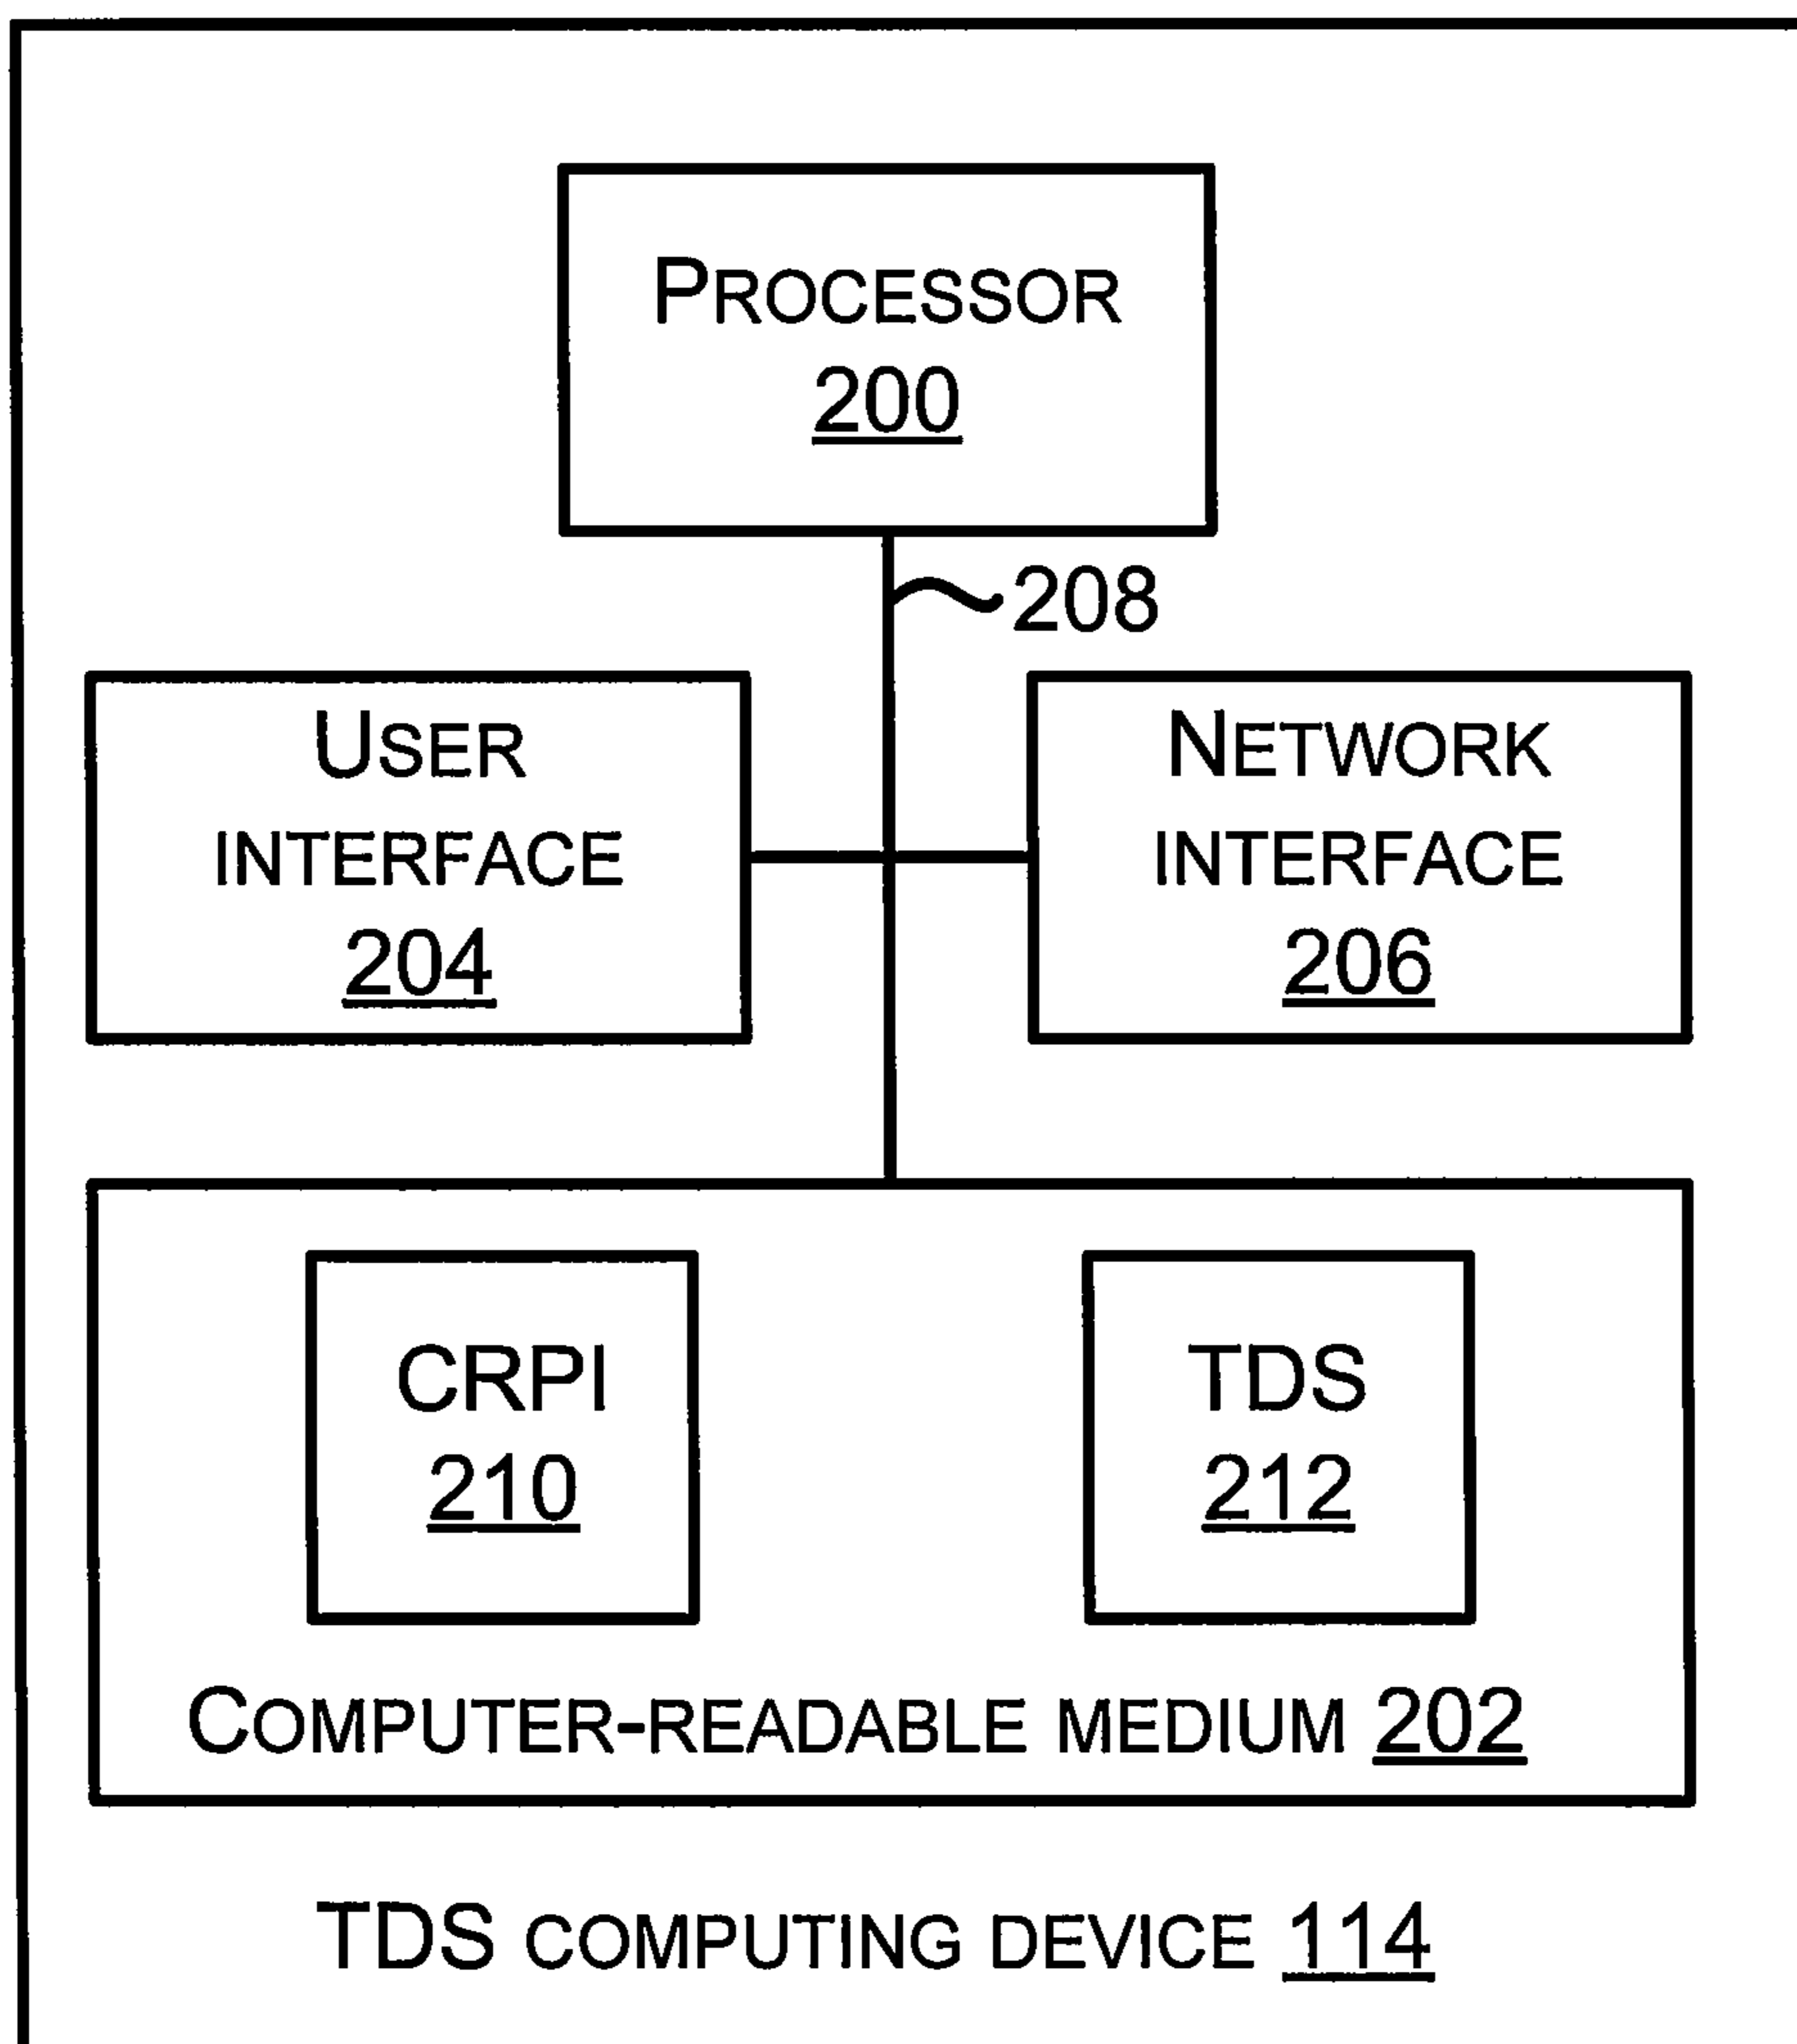 PROCESSOR
200
208
USER
INTERFACE
204
NETWORK
INTERFACE
206
CRPI
210
TDS
212
COMPUTER-READABLE MEDIUM 202
TDS COMPUTING DEVICE 114